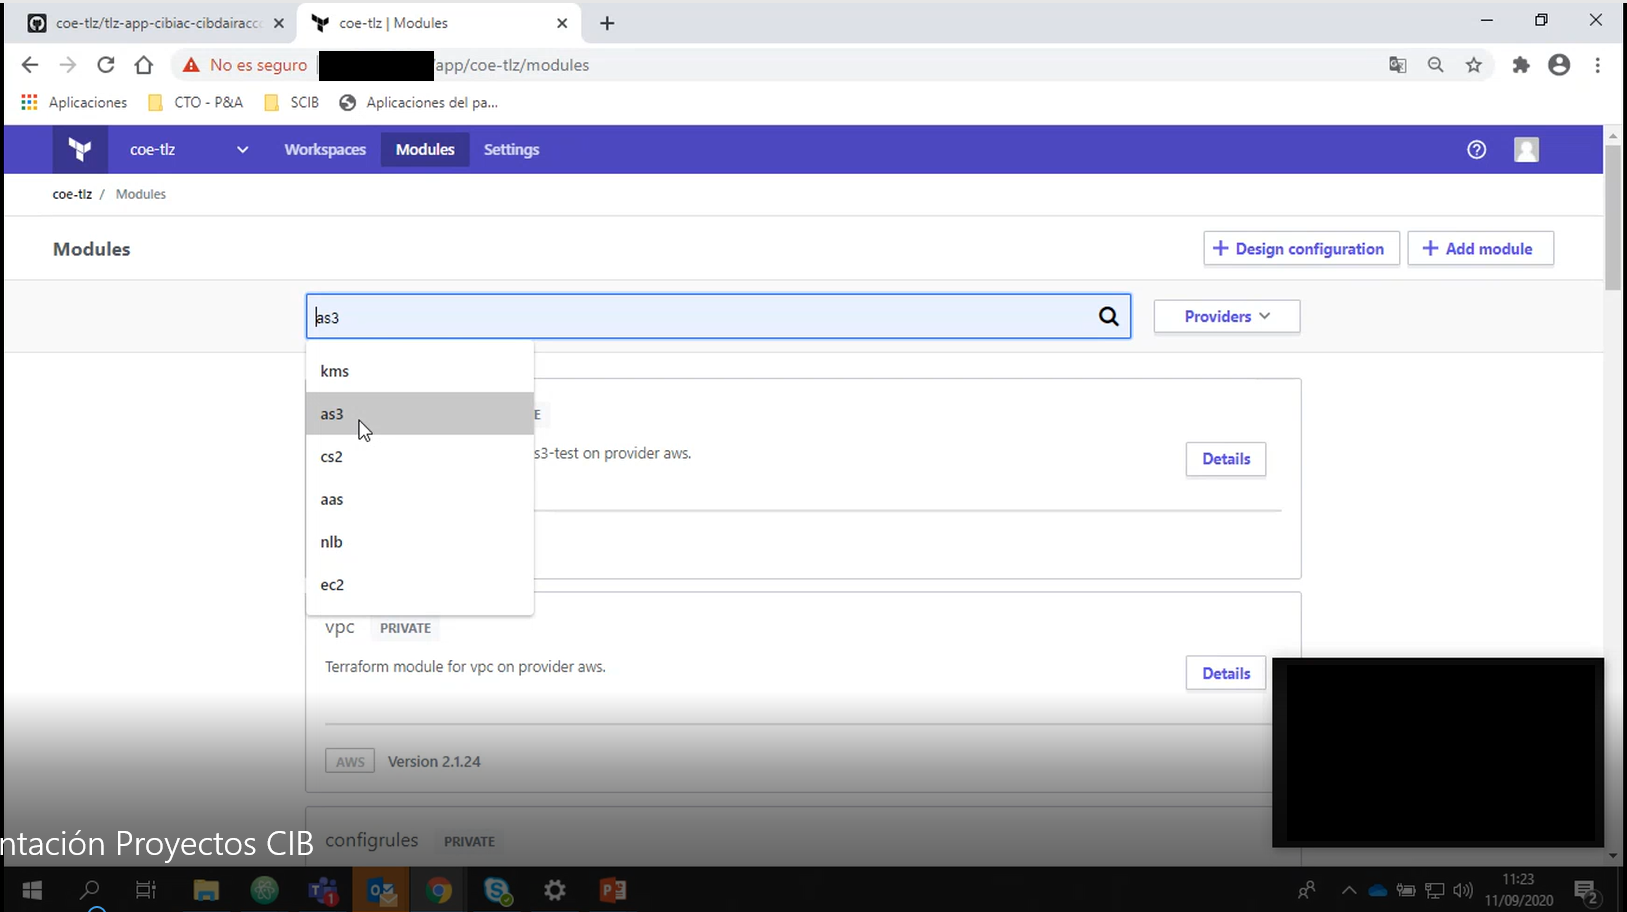 coe-tlz/tlz-app-cibiac-cibdairacc
coe-tlz | Modules
No es seguro
/app/coe-tlz/modules
Aplicaciones
CTO - P&A
SCIB
Aplicaciones del pa...
coe-tlz
Workspaces
Modules
Settings
coe-tlz / Modules
Modules
+ Design configuration
+ Add module
as3
Providers
kms
as3
cs2
aas
nlb
ec2
E
s3-test on provider aws.
Details
vpc PRIVATE
Terraform module for vpc on provider aws.
Details
AWS Version 2.1.24
configrules PRIVATE
ntación Proyectos CIB
1
11:23
11/09/2020
2